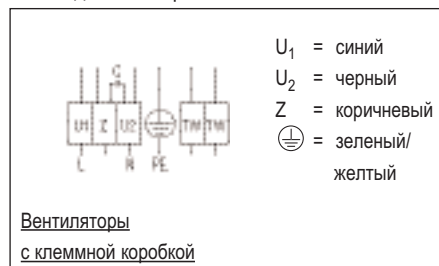 C
U1 Z U2 TW TW
L N PE
U₁ = синий
U₂ = черный
Z = коричневый
= зеленый/
желтый
Вентиляторы
с клеммной коробкой